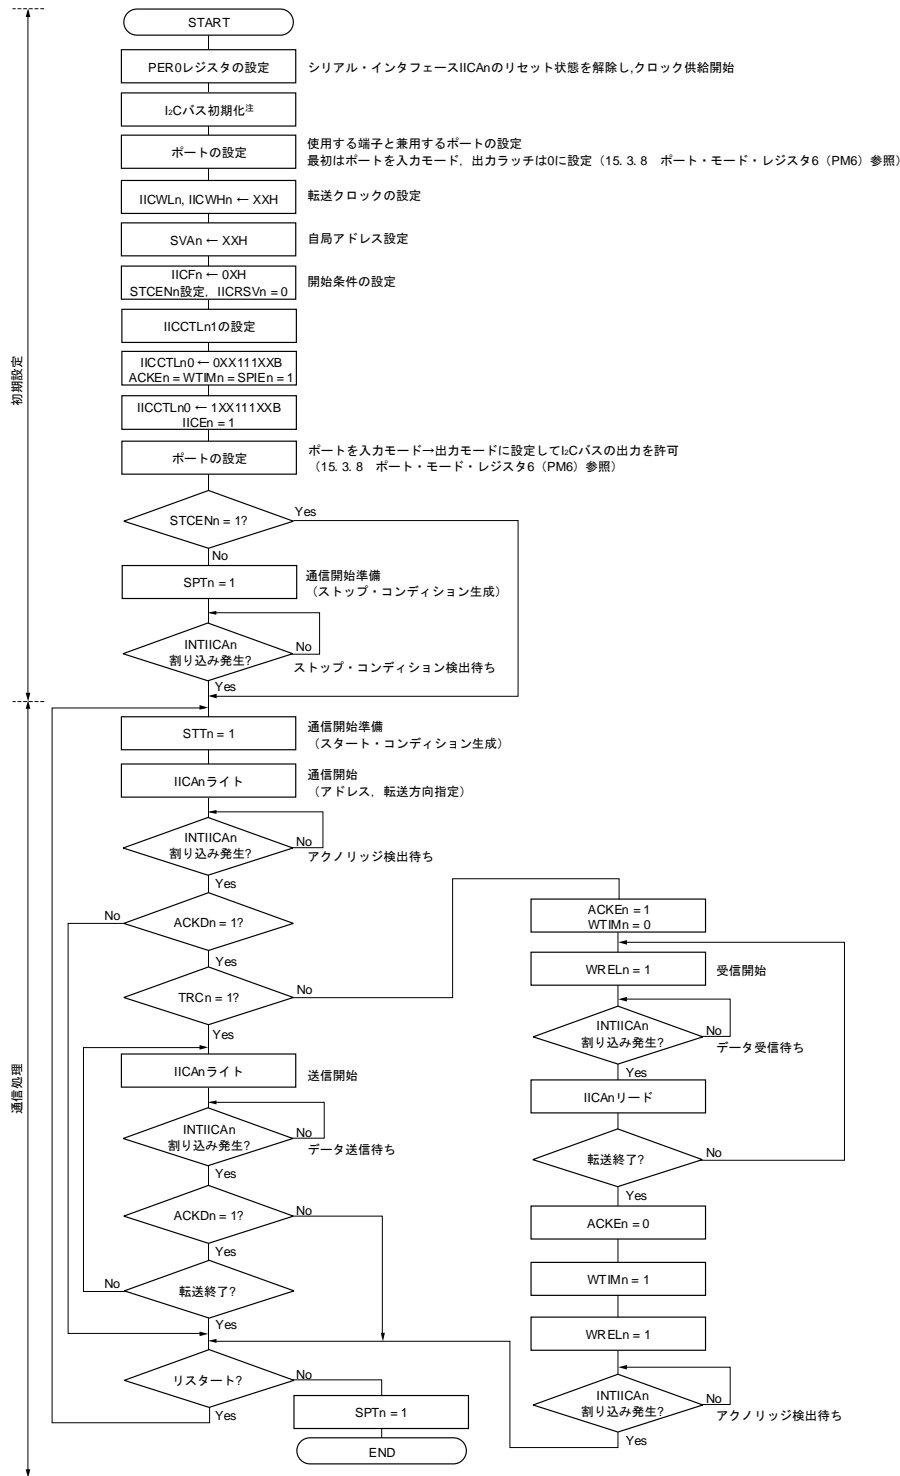 START
PER0レジスタの設定
シリアル・インタフェースIICAnのリセット状態を解除し,クロック供給開始
I2Cバス初期化注
ポートの設定
使用する端子と兼用するポートの設定
最初はポートを入力モード，出力ラッチは0に設定（15. 3. 8　ポート・モード・レジスタ6（PM6）参照）
IICWLn, IICWHn ← XXH
転送クロックの設定
SVAn ← XXH
自局アドレス設定
IICFn ← 0XH
STCENn設定，IICRSVn = 0
開始条件の設定
IICCTLn1の設定
IICCTLn0 ← 0XX111XXB
ACKEn = WTIMn = SPIEn = 1
IICCTLn0 ← 1XX111XXB
IICEn = 1
ポートの設定
ポートを入力モード→出力モードに設定してI2Cバスの出力を許可
（15. 3. 8　ポート・モード・レジスタ6（PM6）参照）
初期設定
STCENn = 1?
Yes
No
SPTn = 1
通信開始準備
（ストップ・コンディション生成）
INTIICAn
割り込み発生?
No
ストップ・コンディション検出待ち
Yes
STTn = 1
通信開始準備
（スタート・コンディション生成）
IICAnライト
通信開始
（アドレス，転送方向指定）
INTIICAn
割り込み発生?
No
アクノリッジ検出待ち
Yes
ACKDn = 1?
No
Yes
TRCn = 1?
No
Yes
IICAnライト
送信開始
INTIICAn
割り込み発生?
No
データ送信待ち
Yes
ACKDn = 1?
No
Yes
転送終了?
No
Yes
リスタート?
No
Yes
SPTn = 1
END
通信処理
ACKEn = 1
WTIMn = 0
WRELn = 1
受信開始
INTIICAn
割り込み発生?
No
データ受信待ち
Yes
IICAnリード
転送終了?
No
Yes
ACKEn = 0
WTIMn = 1
WRELn = 1
INTIICAn
割り込み発生?
No
アクノリッジ検出待ち
Yes